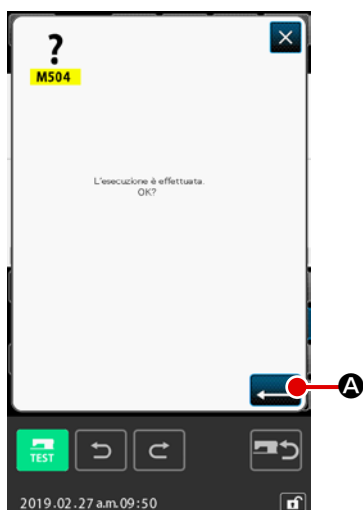 ?
M504
L'esecuzione è effettuata.
OK?
A
TEST
2019.02.27 a.m.09:50